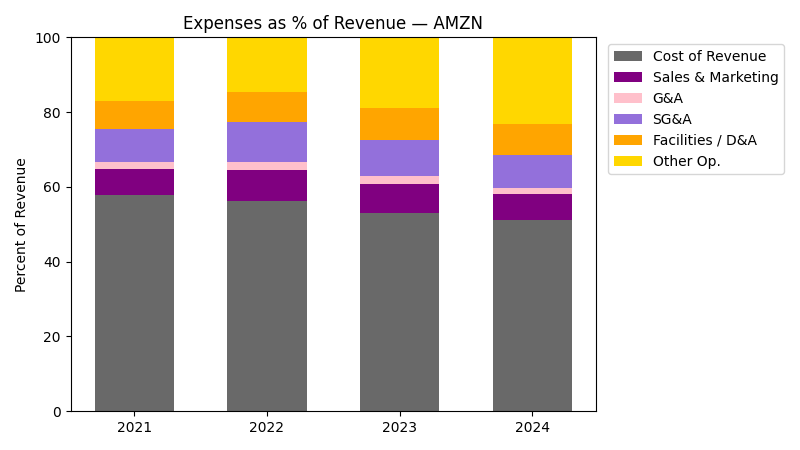 Expenses as % of Revenue — AMZN
Percent of Revenue
100
80
60
40
20
0
2021
2022
2023
2024
Cost of Revenue
Sales & Marketing
G&A
SG&A
Facilities / D&A
Other Op.